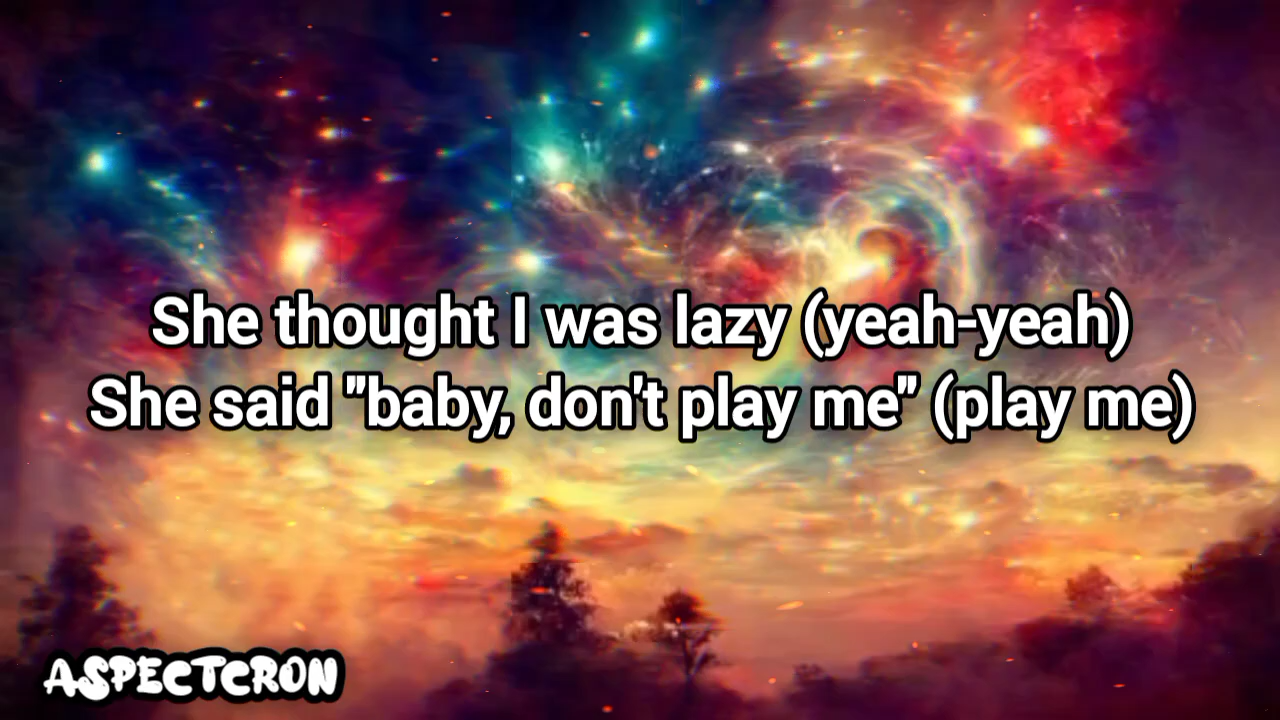 She thought I was lazy (yeah-yeah)
She said "baby, don't play me" (play me)
ASPECTCRON